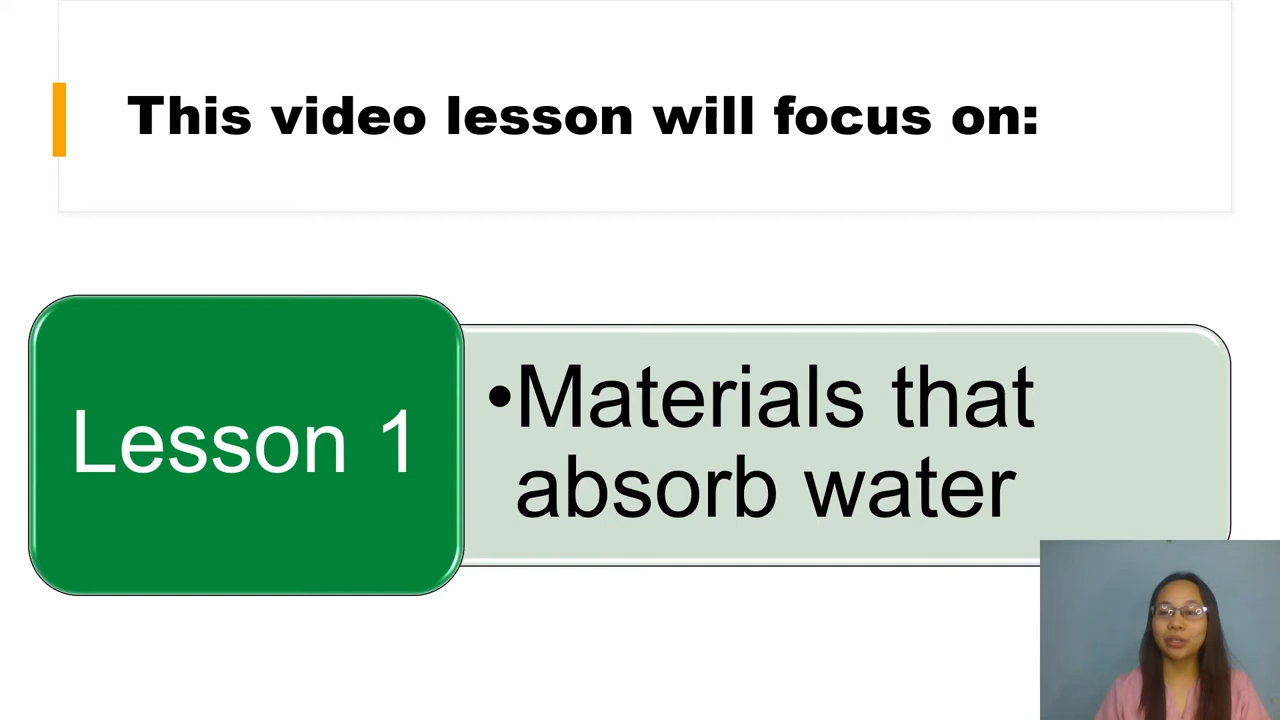 This video lesson will focus on:
Lesson 1
•Materials that
absorb water